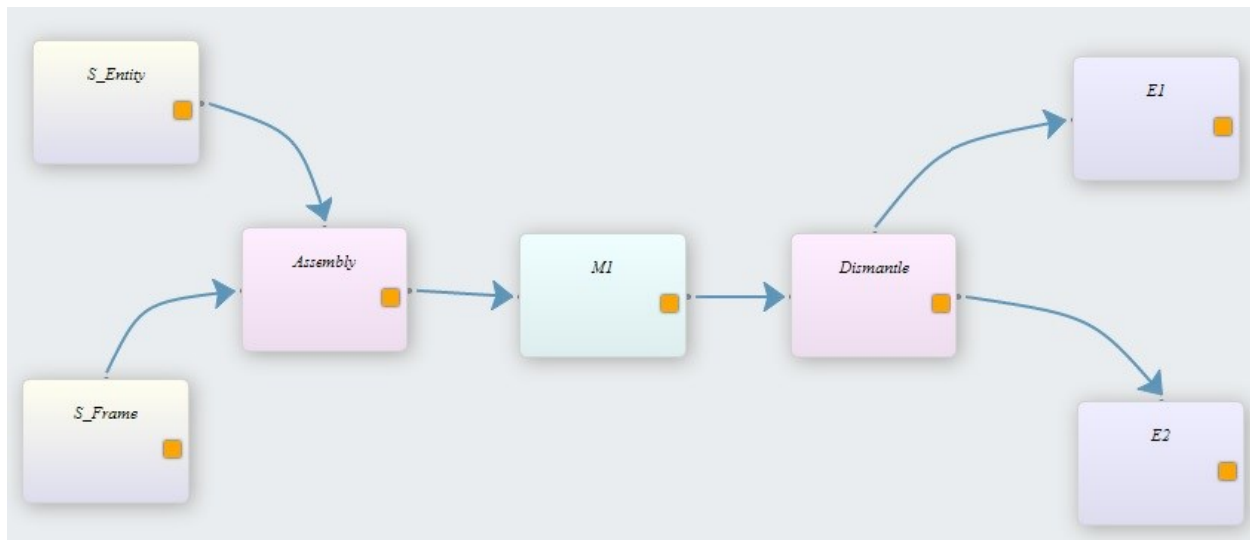 S_Entity
E1
Assembly
M1
Dismantle
S_Frame
E2